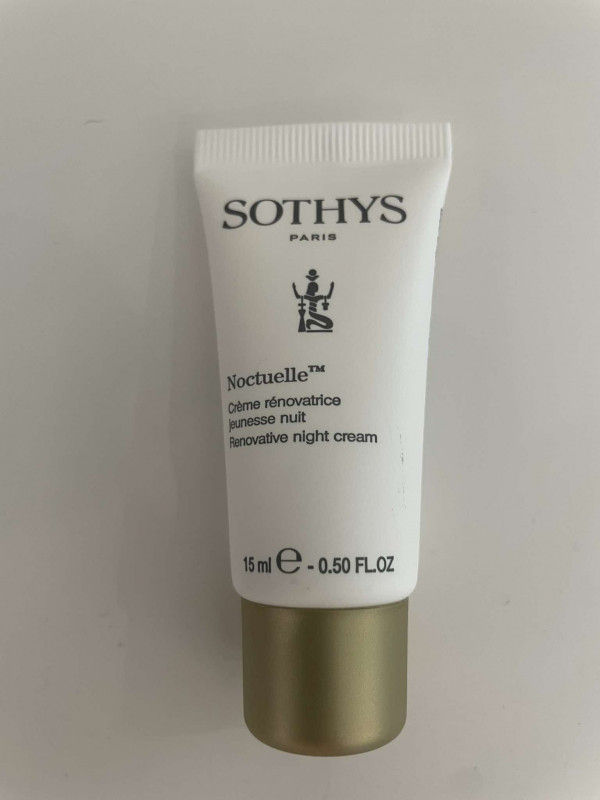 SOTHYS
PARIS
Noctuelle™
Crème rénovatrice
jeunesse nuit
Renovative night cream
15 ml ℮ - 0.50 FL.OZ